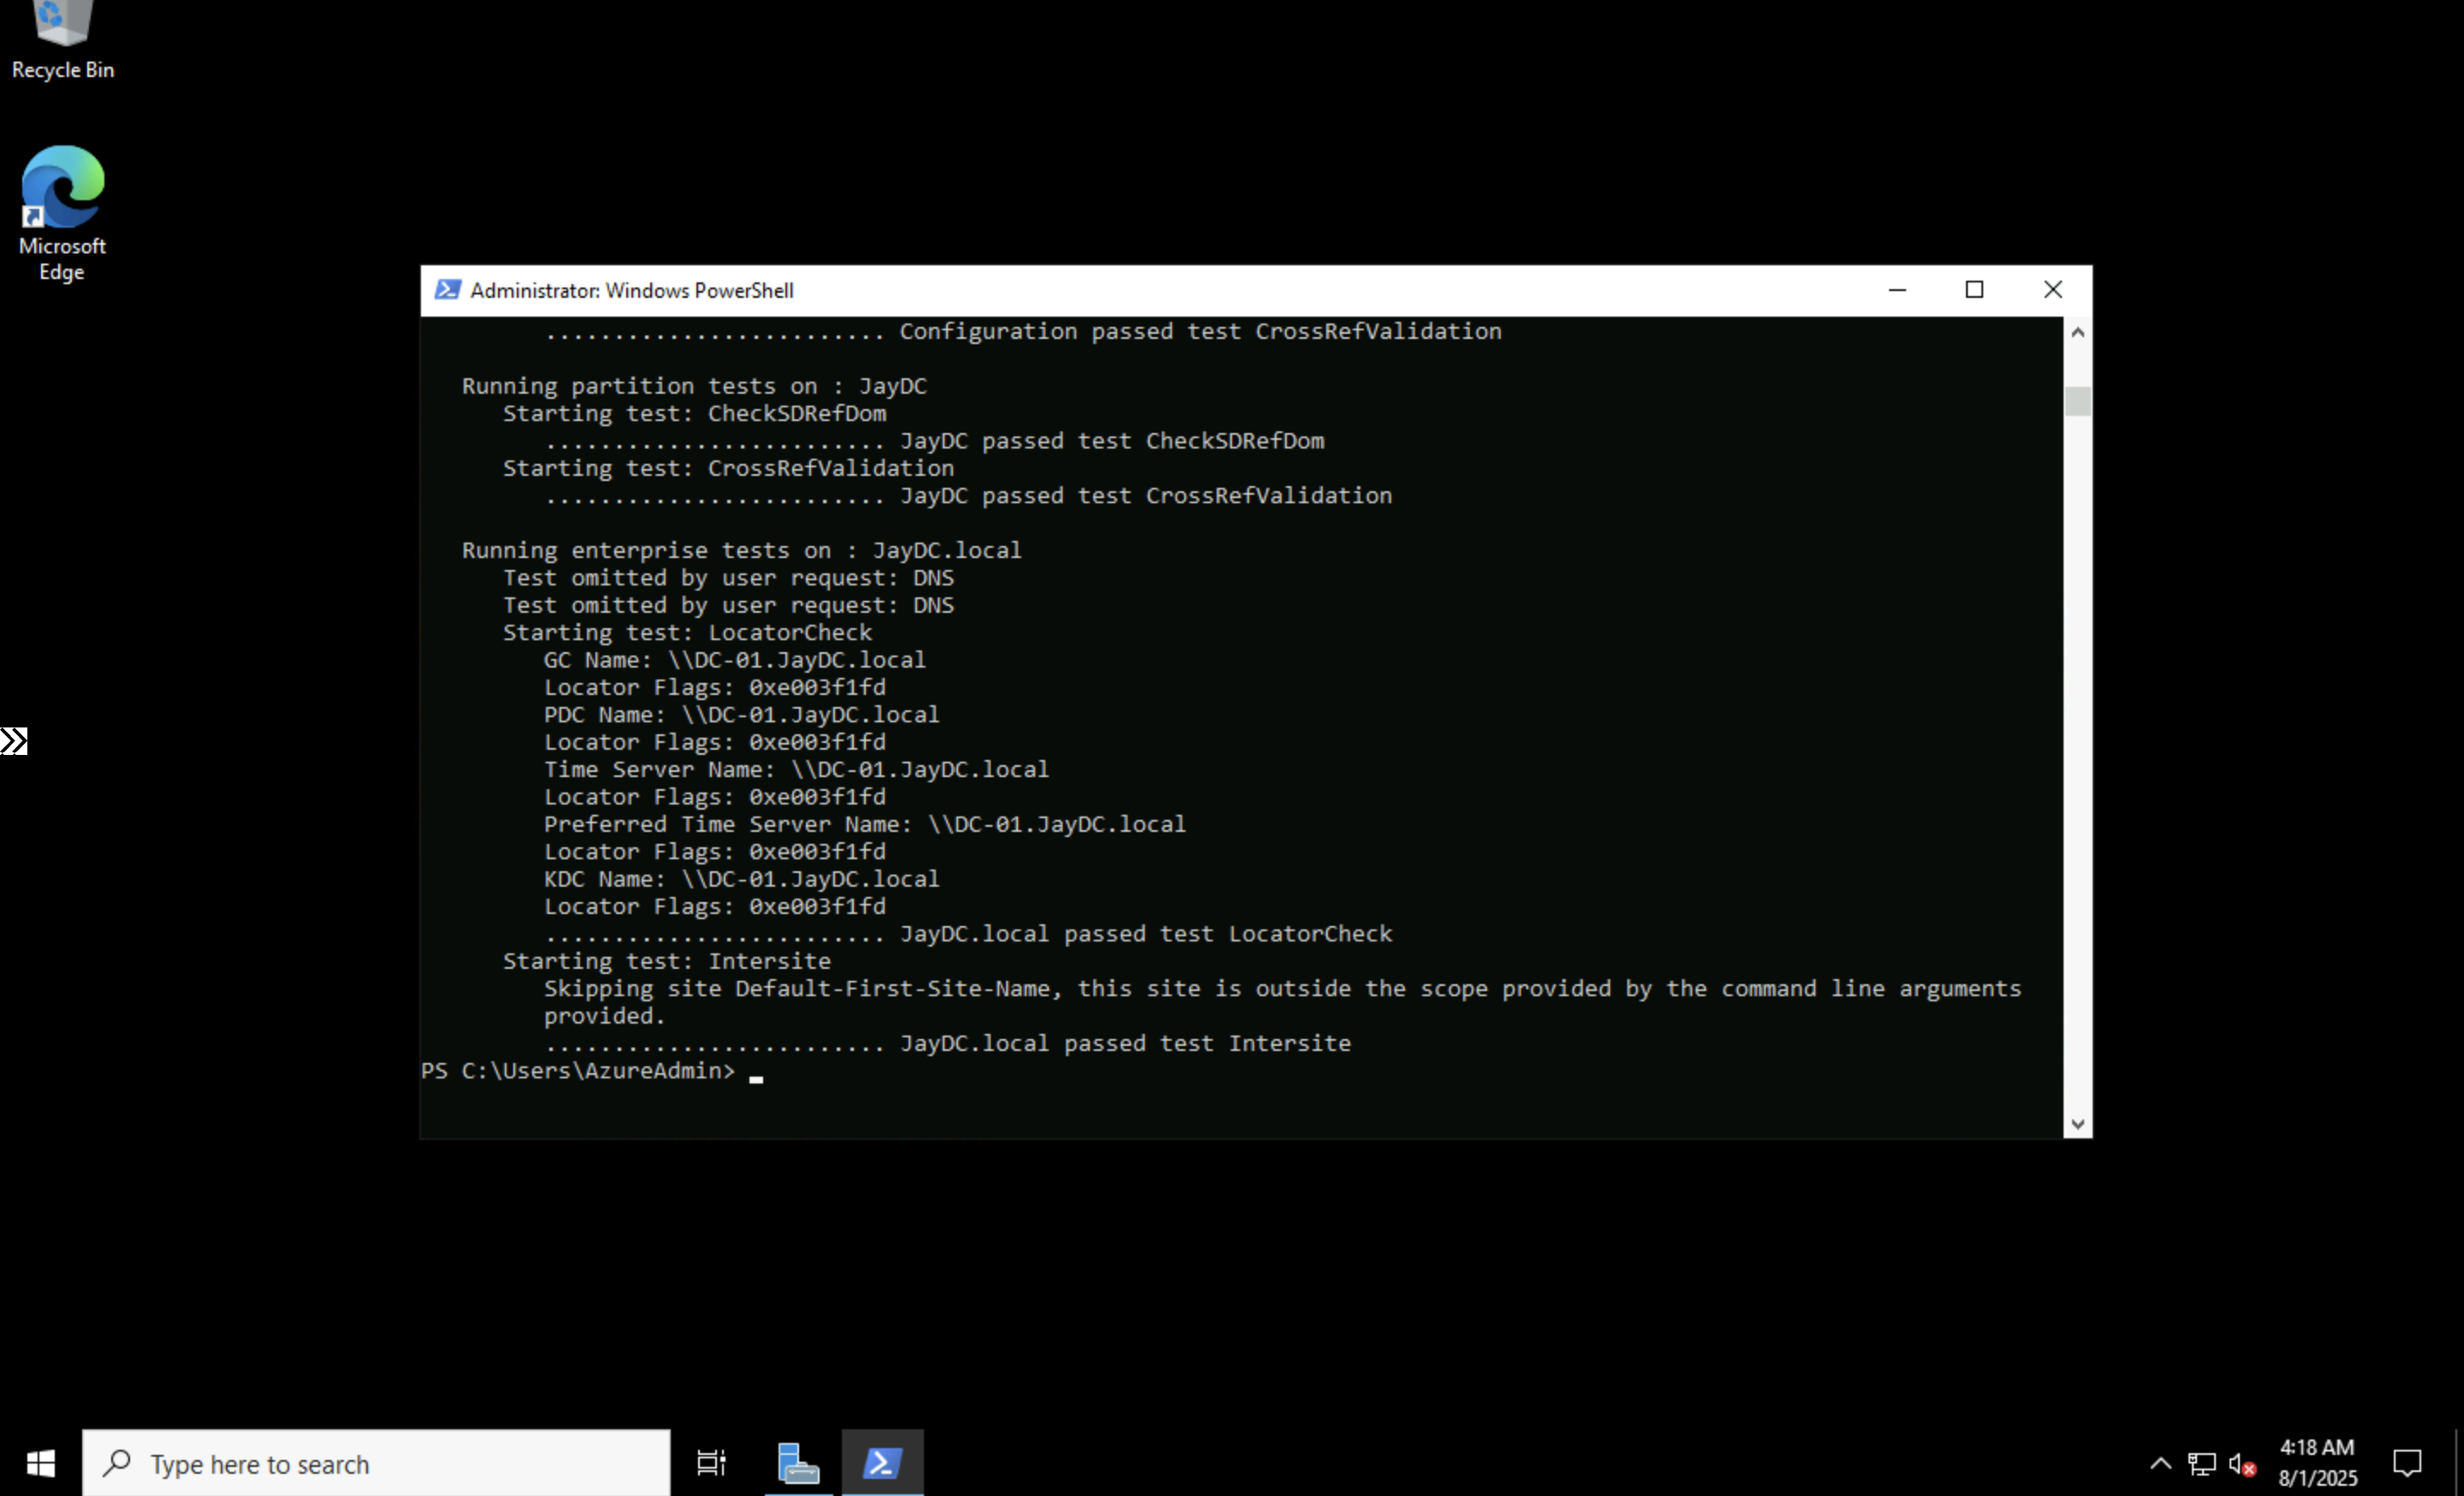 Recycle Bin
Microsoft
Edge
Administrator: Windows PowerShell
......................... Configuration passed test CrossRefValidation
Running partition tests on : JayDC
Starting test: CheckSDRefDom
......................... JayDC passed test CheckSDRefDom
Starting test: CrossRefValidation
......................... JayDC passed test CrossRefValidation
Running enterprise tests on : JayDC.local
Test omitted by user request: DNS
Test omitted by user request: DNS
Starting test: LocatorCheck
GC Name: \\DC-01.JayDC.local
Locator Flags: 0xe003f1fd
PDC Name: \\DC-01.JayDC.local
Locator Flags: 0xe003f1fd
Time Server Name: \\DC-01.JayDC.local
Locator Flags: 0xe003f1fd
Preferred Time Server Name: \\DC-01.JayDC.local
Locator Flags: 0xe003f1fd
KDC Name: \\DC-01.JayDC.local
Locator Flags: 0xe003f1fd
......................... JayDC.local passed test LocatorCheck
Starting test: Intersite
Skipping site Default-First-Site-Name, this site is outside the scope provided by the command line arguments
provided.
......................... JayDC.local passed test Intersite
PS C:\Users\AzureAdmin>
Type here to search
4:18 AM
8/1/2025